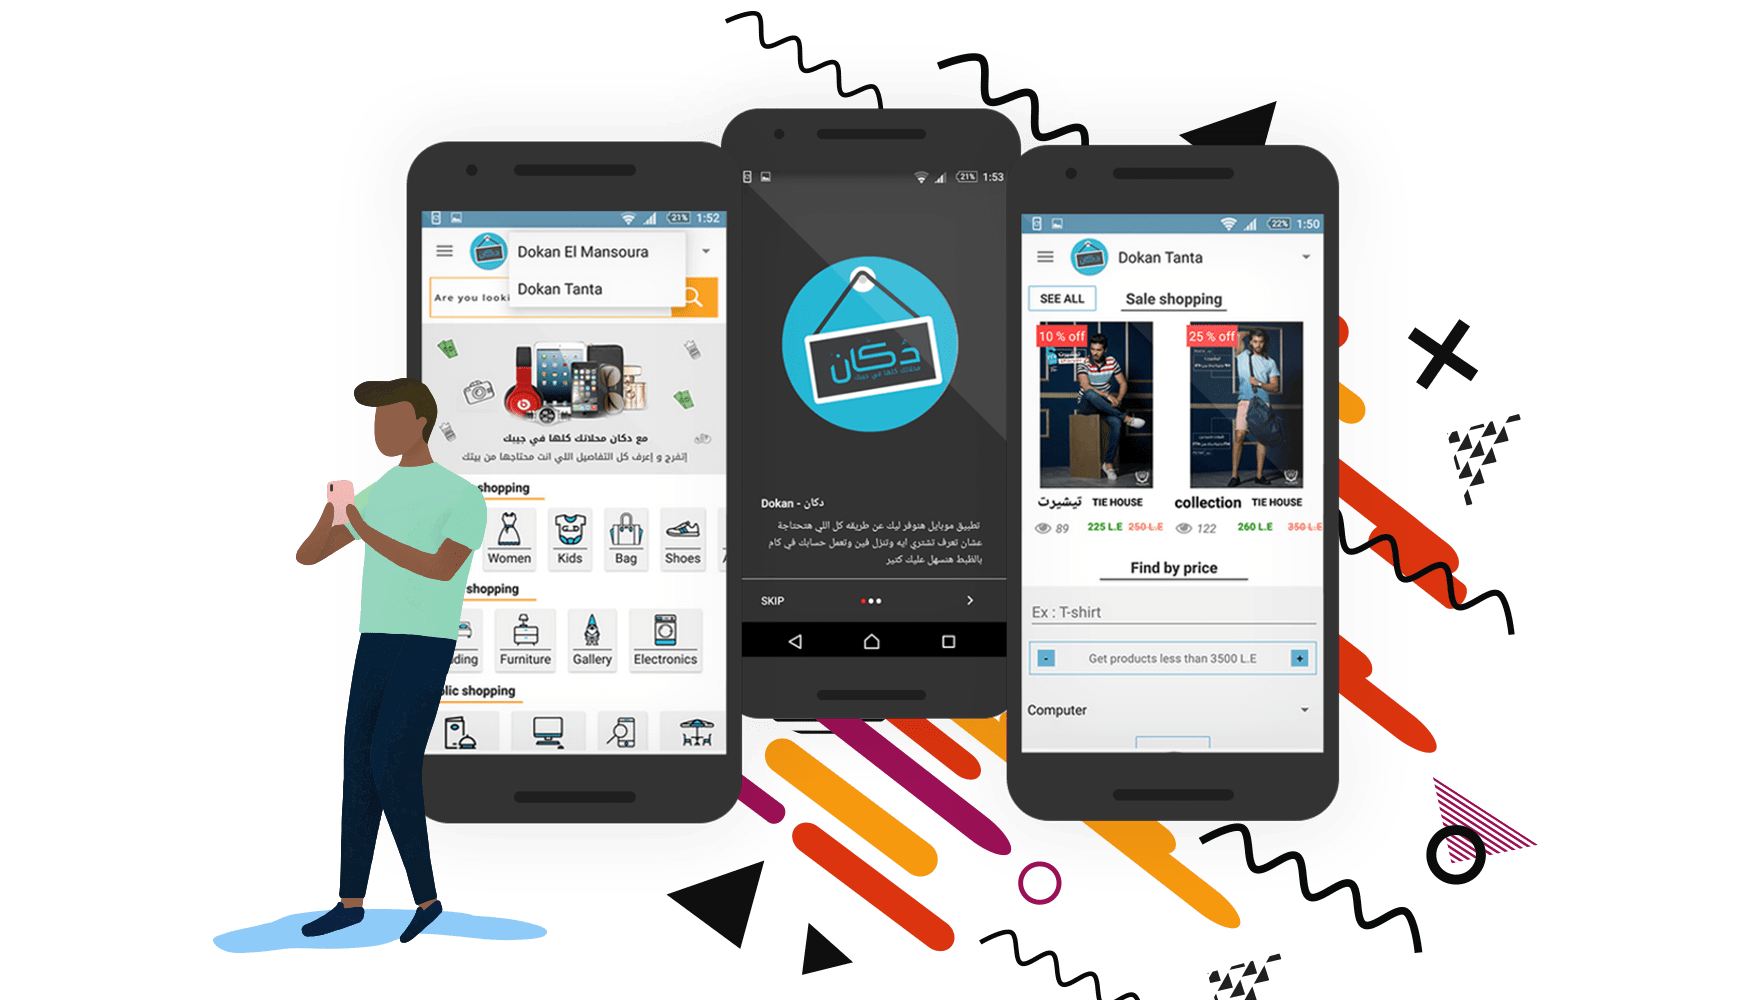 21% 1:52
Dokan El Mansoura
Dokan Tanta
Are you looki
مع دكان محلاتك كلها في جيبك
إتفرج و إعرف كل التفاصيل اللي انت محتاجها من بيتك
shopping
Women
Kids
Bag
Shoes
shopping
ding
Furniture
Gallery
Electronics
lic shopping
21% 1:53
دكان
محلاتك كلها في جيبك
Dokan - دكان
تطبيق موبايل هنوفر ليك عن طريقه كل اللي هتحتاجة
عشان تعرف تشتري ايه وتنزل فين وتعمل حسابك في كام
بالظبط هنسهل عليك كتير
SKIP
22% 1:50
Dokan Tanta
SEE ALL
Sale shopping
10 % off
25 % off
تيشيرت
TIE HOUSE
collection
TIE HOUSE
89
225 L.E 250 L.E
122
260 L.E 350 L.E
Find by price
Ex : T-shirt
- Get products less than 3500 L.E +
Computer